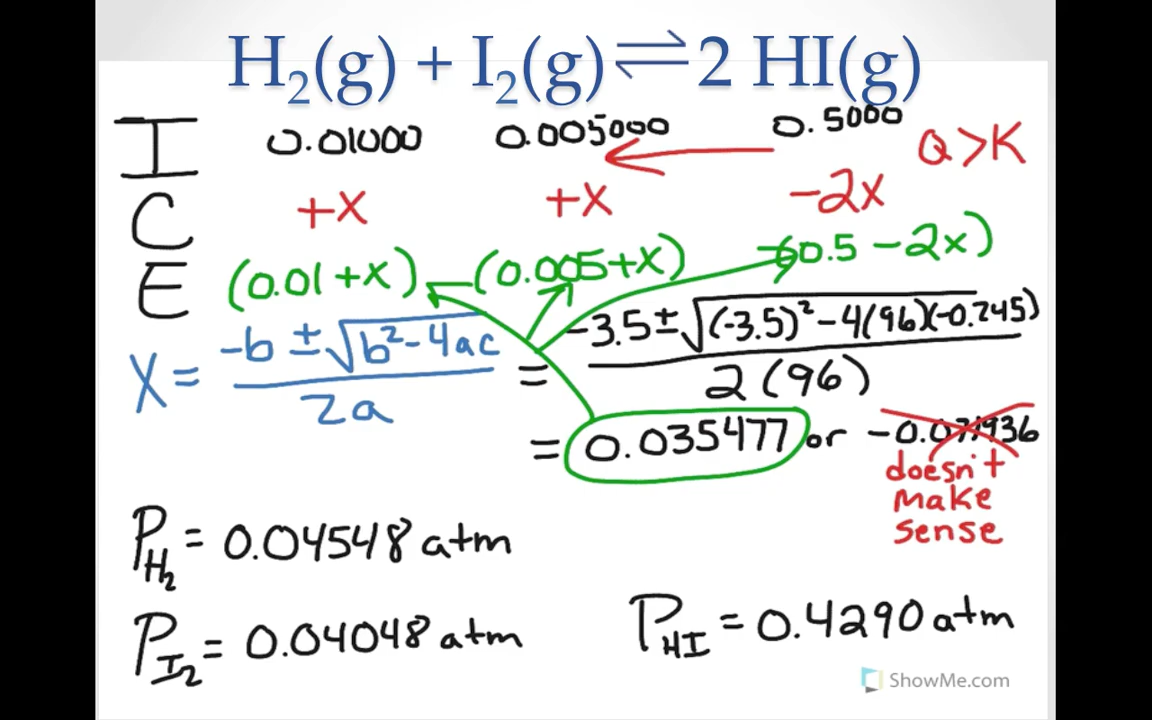 H₂(g) + I₂(g) ⇌ 2 HI(g)
I 0.01000 0.005000 0.5000 Q >K
C +X +X -2x
E (0.01 +X) (0.005+X) (0.5 -2x)
X = -b ± √b²-4ac / 2a = -3.5 ± √(-3.5)² - 4(96)(-0.245) / 2(96)
= 0.035477 or
doesn't
make
sense
P_H₂ = 0.04548 atm
P_I₂ = 0.04048 atm
P_HI = 0.4290 atm
ShowMe.com